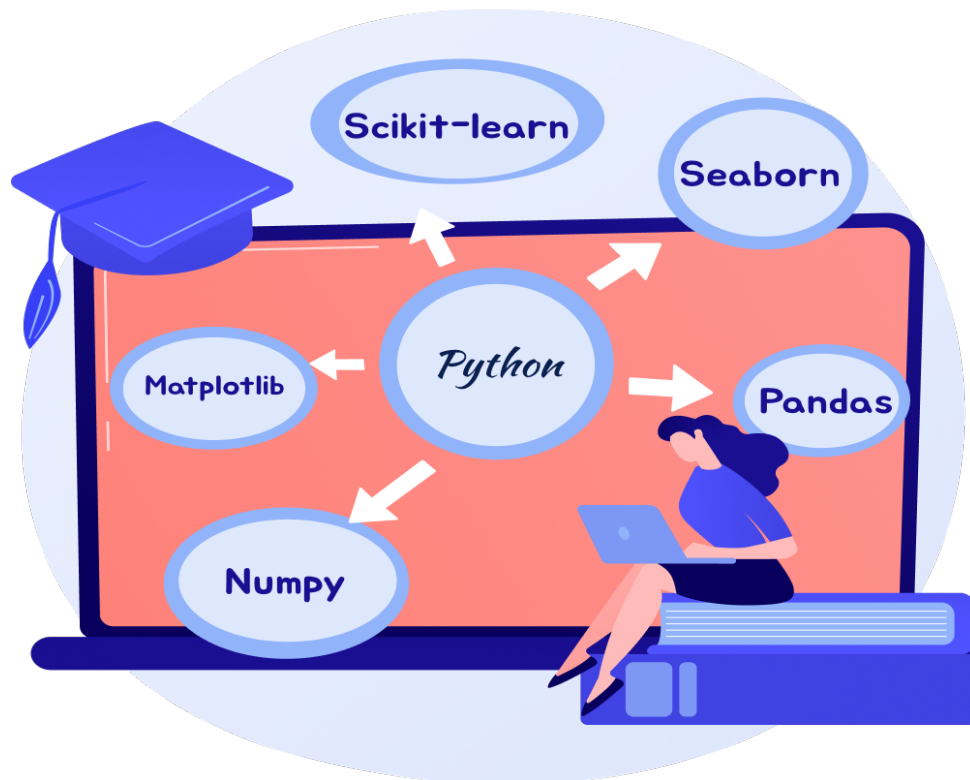 Scikit-learn
Seaborn
Python
Matplotlib
Pandas
Numpy